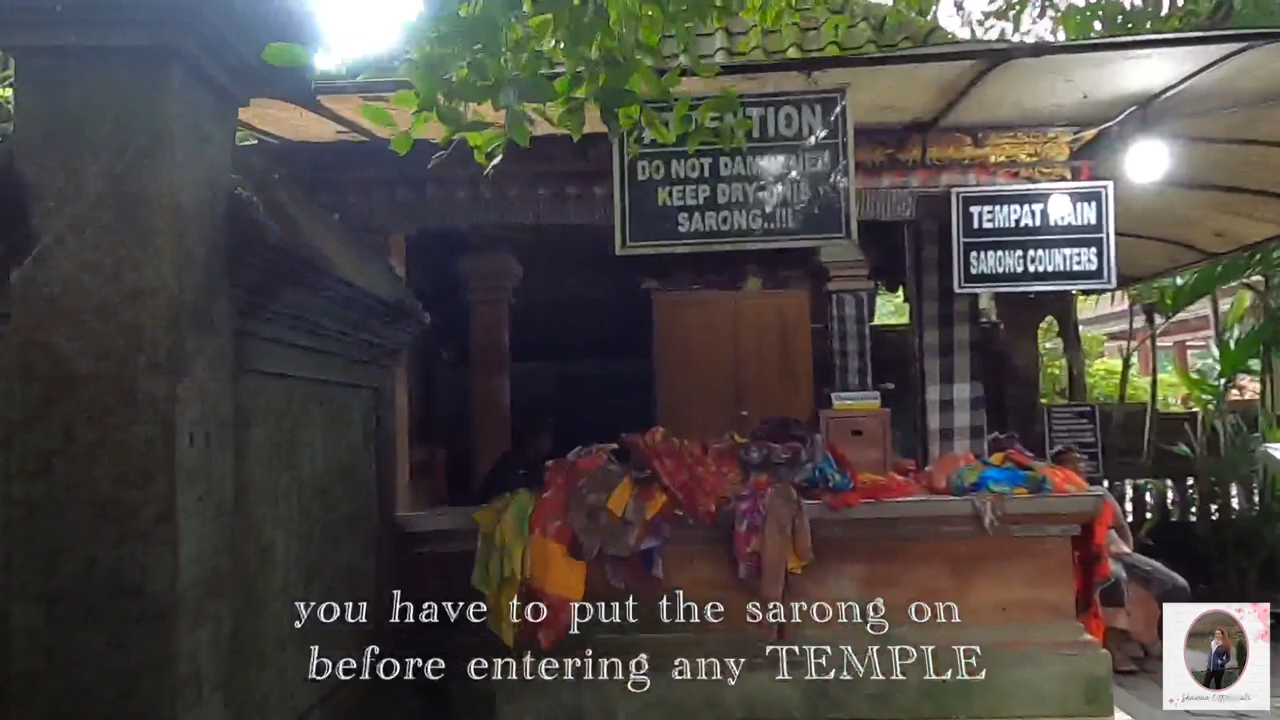 ATTENTION
DO NOT
KEEP DRY
SARONG..!!!
TEMPAT KAIN
SARONG COUNTERS
you have to put the sarong on
before entering any TEMPLE